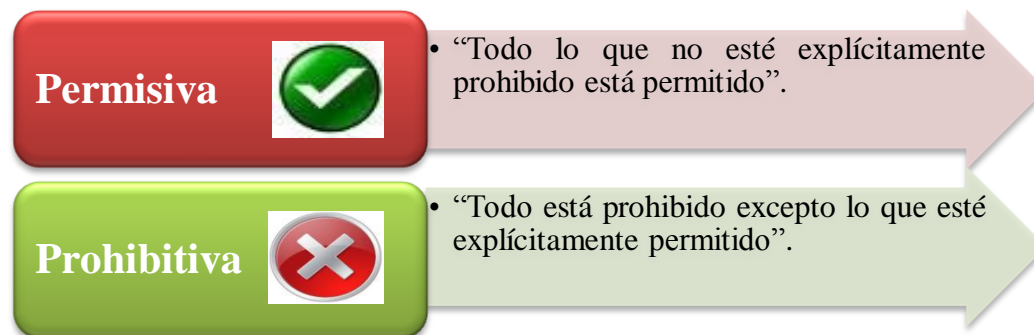 Permisiva
• “Todo lo que no esté explícitamente
prohibido está permitido”.
Prohibitiva
• “Todo está prohibido excepto lo que esté
explícitamente permitido”.